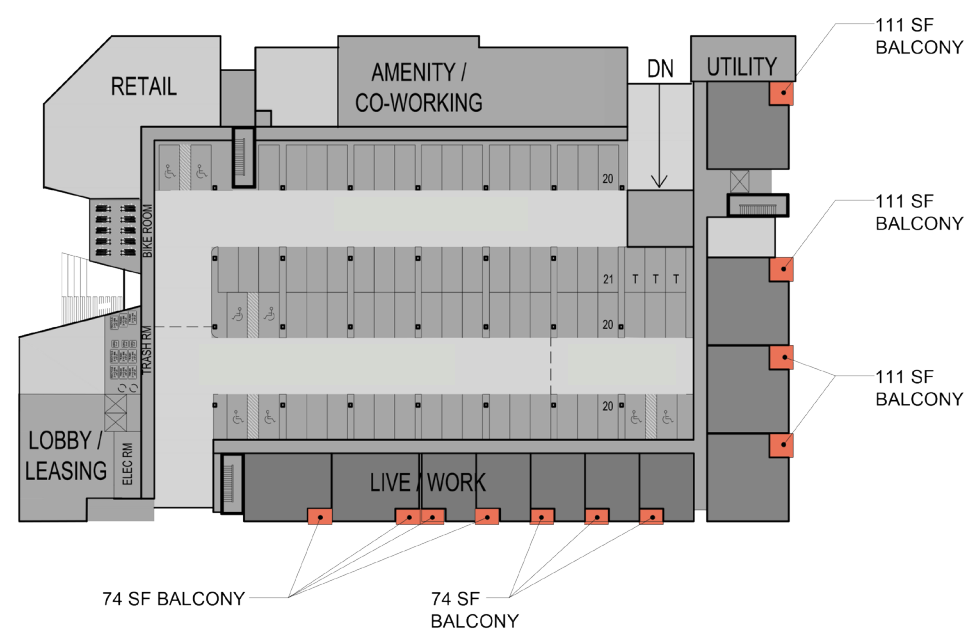 111 SF
BALCONY
RETAIL
AMENITY /
CO-WORKING
DN
UTILITY
20
111 SF
BALCONY
BIKE ROOM
21
T T T
20
TRASH RM
111 SF
BALCONY
20
LOBBY /
LEASING
ELEC RM
LIVE / WORK
74 SF BALCONY
74 SF
BALCONY